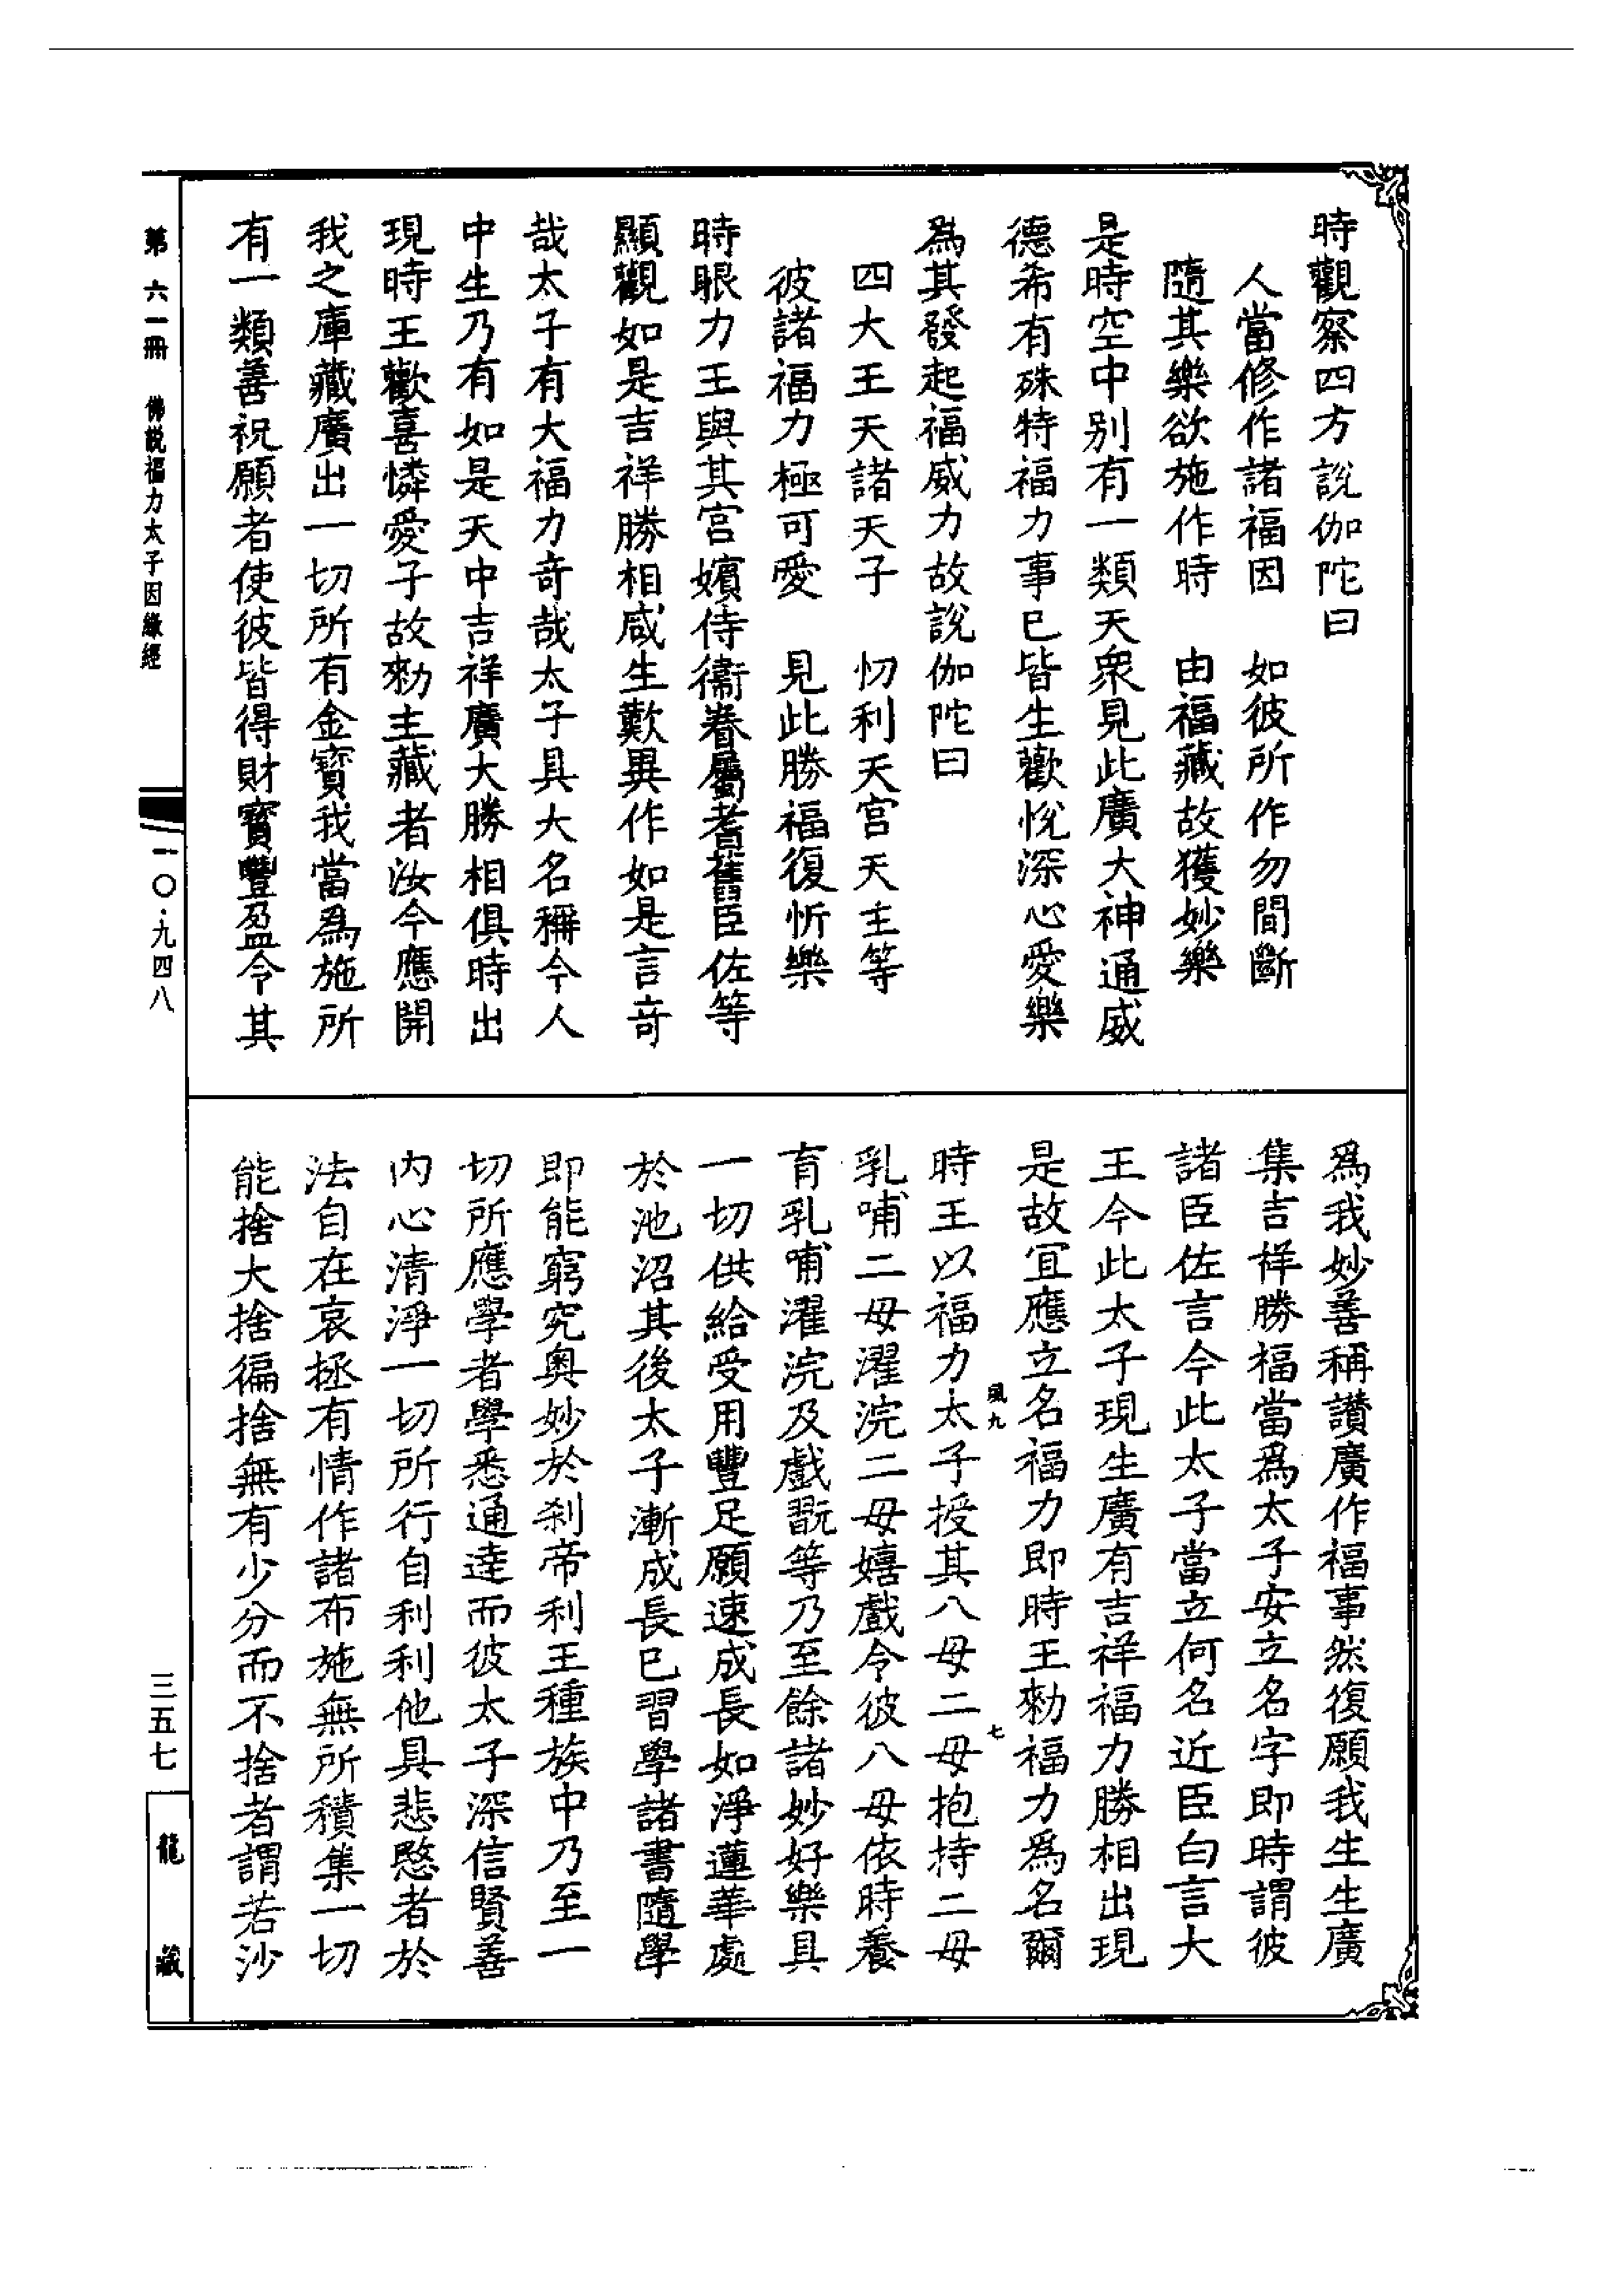 時觀察四方說伽陀曰
人當修作諸福因　如彼所作勿間斷
隨其樂欲施作時　由福藏故獲妙樂
是時空中別有一類天眾見此廣大神通威
德希有殊特福力事已皆生歡悅深心愛樂
為其發起福威力故說伽陀曰
四大王天諸天子　忉利天宮天主等
彼諸福力極可愛　見此勝福復忻樂
時眼力王與其宮嬪侍衞眷屬耆舊臣佐等
顯觀如是吉祥勝相咸生歎異作如是言奇
哉太子有大福力奇哉太子具大名稱今人
中生乃有如是天中吉祥廣大勝相俱時出
現時王歡喜憐愛子故勑主藏者汝今應開
我之庫藏廣出一切所有金寶我當為施所
有一類善祝願者使彼皆得財寶豐盈令其
為我妙善稱讚廣作福事然復願我生生廣
集吉祥勝福當為太子安立名字即時謂彼
諸臣佐言今此太子當立何名近臣白言大
王今此太子現生廣有吉祥福力勝相出現
是故宜應立名福力即時王勑福力為名爾
風九
七
時王以福力太子授其八母二母抱持二母
乳哺二母濯浣二母嬉戲令彼八母依時養
育乳哺濯浣及戲翫等乃至餘諸妙好樂具
一切供給受用豐足願速成長如淨蓮華處
於池沼其後太子漸成長已習學諸書隨學
即能窮究奧妙於剎帝利王種族中乃至一
切所應學者學悉通達而彼太子深信賢善
內心清淨一切所行自利利他具悲愍者於
法自在哀拯有情作諸布施無所積集一切
能捨大捨徧捨無有少分而不捨者謂若沙
第六一冊　佛說福力太子因緣經
一〇·九四八
三五七
龍藏